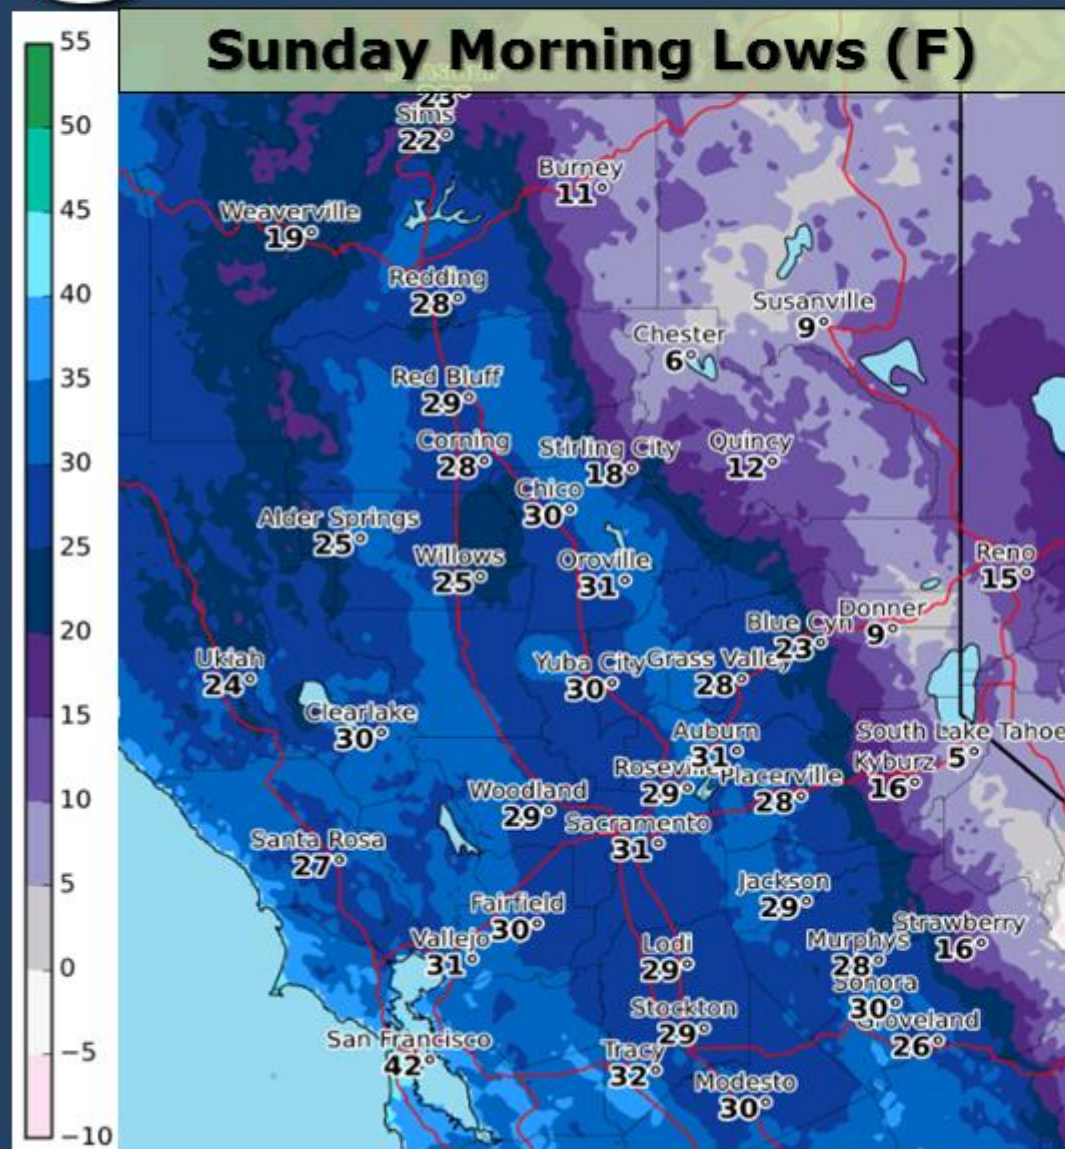 Sunday Morning Lows (F)
55
50
45
40
35
30
25
20
15
10
5
0
−5
−10
23°
Sims
22°
Burney
11°
Weaverville
19°
Redding
28°
Susanville
9°
Chester
6°
Red Bluff
29°
Corning
28°
Stirling City
18°
Quincy
12°
Chico
30°
Alder Springs
25°
Willows
25°
Oroville
31°
Reno
15°
Donner
9°
Blue Cyn
23°
Ukiah
24°
Yuba City
30°
Grass Valley
28°
Clearlake
30°
Auburn
31°
South Lake Tahoe
5°
Kyburz
16°
Roseville
29°
Placerville
28°
Woodland
29°
Sacramento
31°
Santa Rosa
27°
Jackson
29°
Fairfield
30°
Strawberry
16°
Vallejo
31°
Lodi
29°
Murphys
28°
Sonora
30°
Stockton
29°
Groveland
26°
San Francisco
42°
Tracy
32°
Modesto
30°